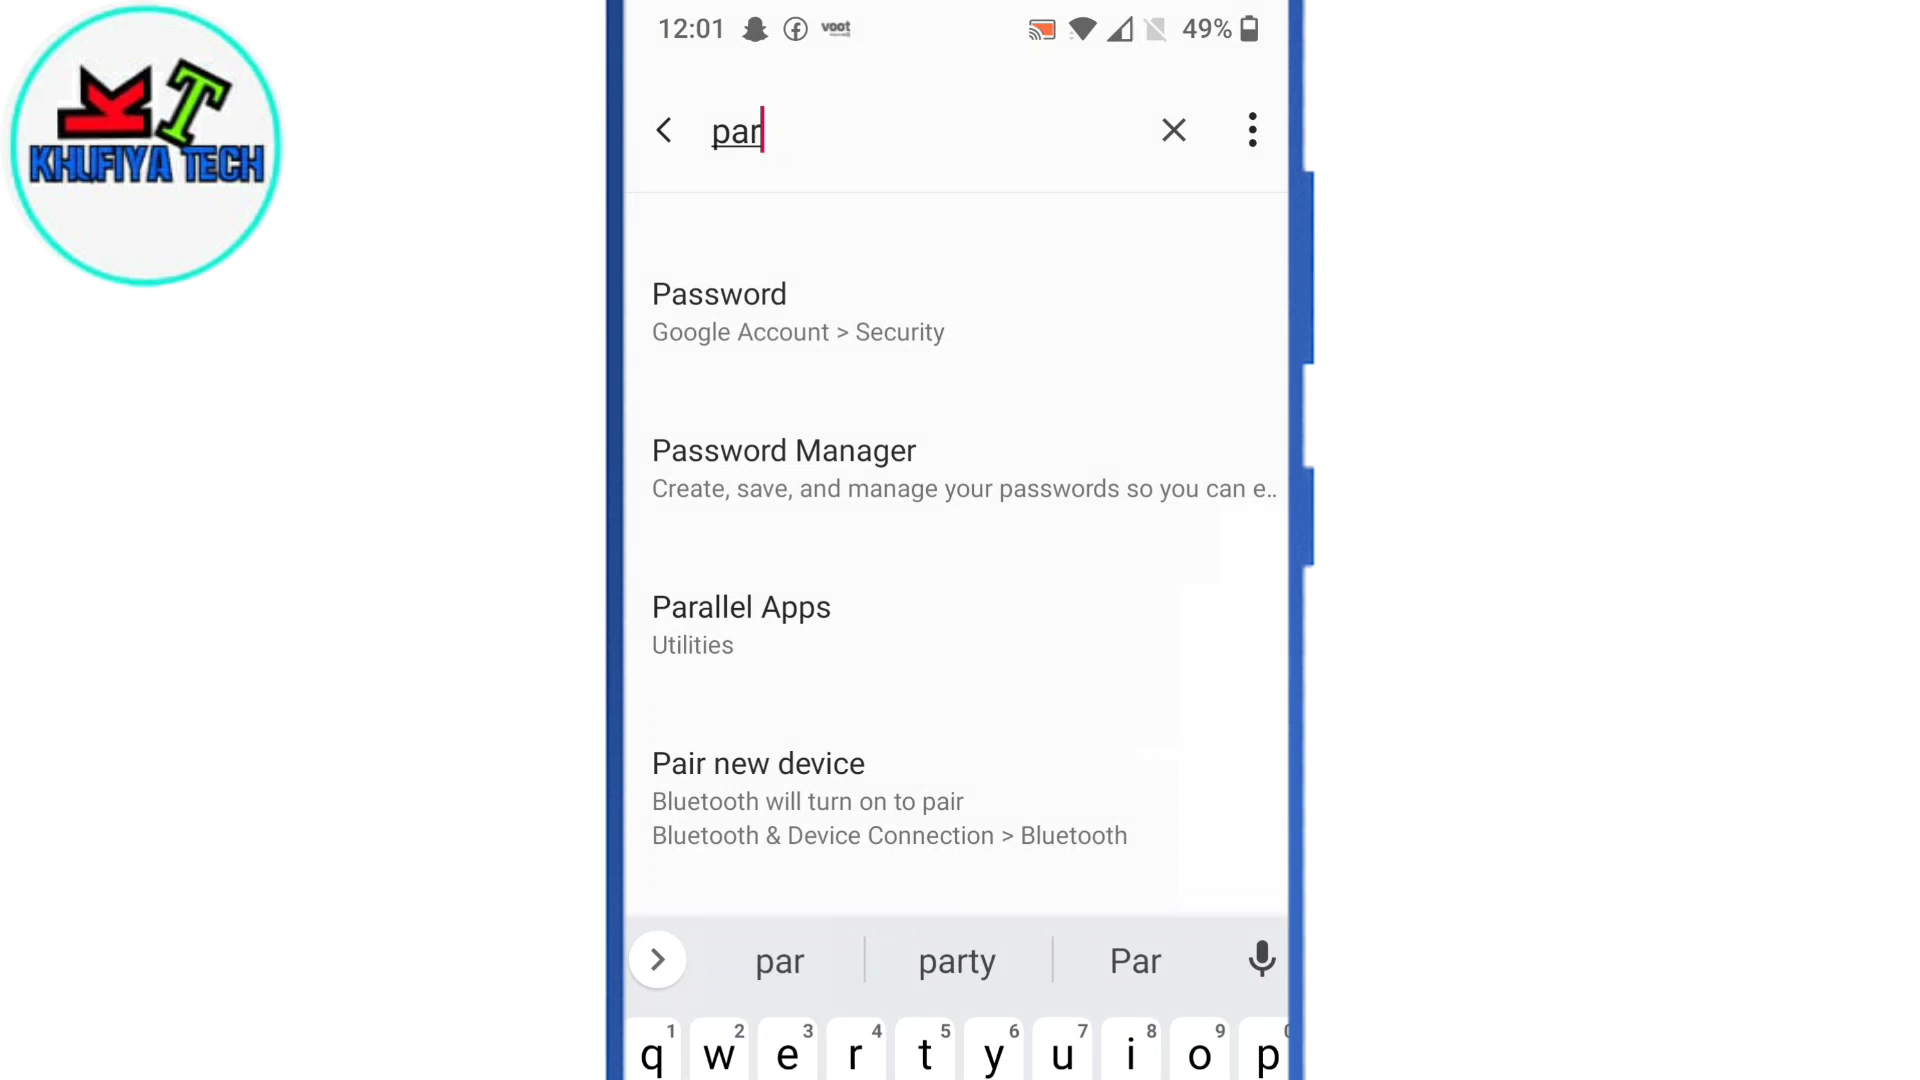 KT
KHUFIYA TECH
12:01 voot 49%
par
Password
Google Account > Security
Password Manager
Create, save, and manage your passwords so you can e..
Parallel Apps
Utilities
Pair new device
Bluetooth will turn on to pair
Bluetooth & Device Connection > Bluetooth
par party Par
1 2 3 4 5 6 7 8 9
q w e r t y u i o p